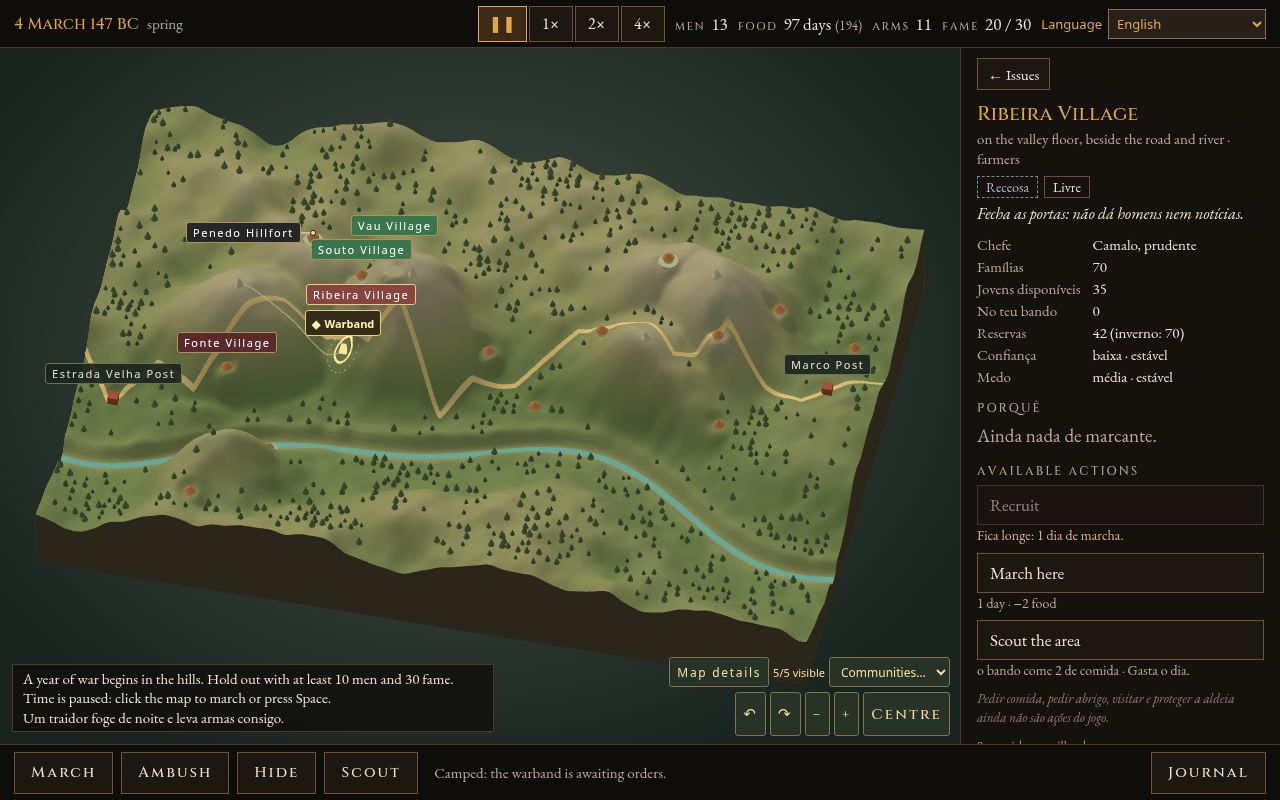 4 March 147 BC spring
1×
2×
4×
MEN 13 FOOD 97 days (194) ARMS 11 FAME 20 / 30
Language
English
← Issues
Ribeira Village
on the valley floor, beside the road and river ·
farmers
Receosa
Livre
Fecha as portas: não dá homens nem notícias.
Chefe Camalo, prudente
Famílias 70
Jovens disponíveis 35
No teu bando 0
Reservas 42 (inverno: 70)
Confiança baixa · estável
Medo média · estável
PORQUÊ
Ainda nada de marcante.
AVAILABLE ACTIONS
Recruit
Fica longe: 1 dia de marcha.
March here
1 day · −2 food
Scout the area
o bando come 2 de comida · Gasta o dia.
Pedir comida, pedir abrigo, visitar e proteger a aldeia
ainda não são ações do jogo.
Penedo Hillfort
Vau Village
Souto Village
Ribeira Village
◆ Warband
Fonte Village
Estrada Velha Post
Marco Post
A year of war begins in the hills. Hold out with at least 10 men and 30 fame.
Time is paused: click the map to march or press Space.
Um traidor foge de noite e leva armas consigo.
Map details
5/5 visible
Communities...
↶
↷
−
+
Centre
March
Ambush
Hide
Scout
Camped: the warband is awaiting orders.
Journal